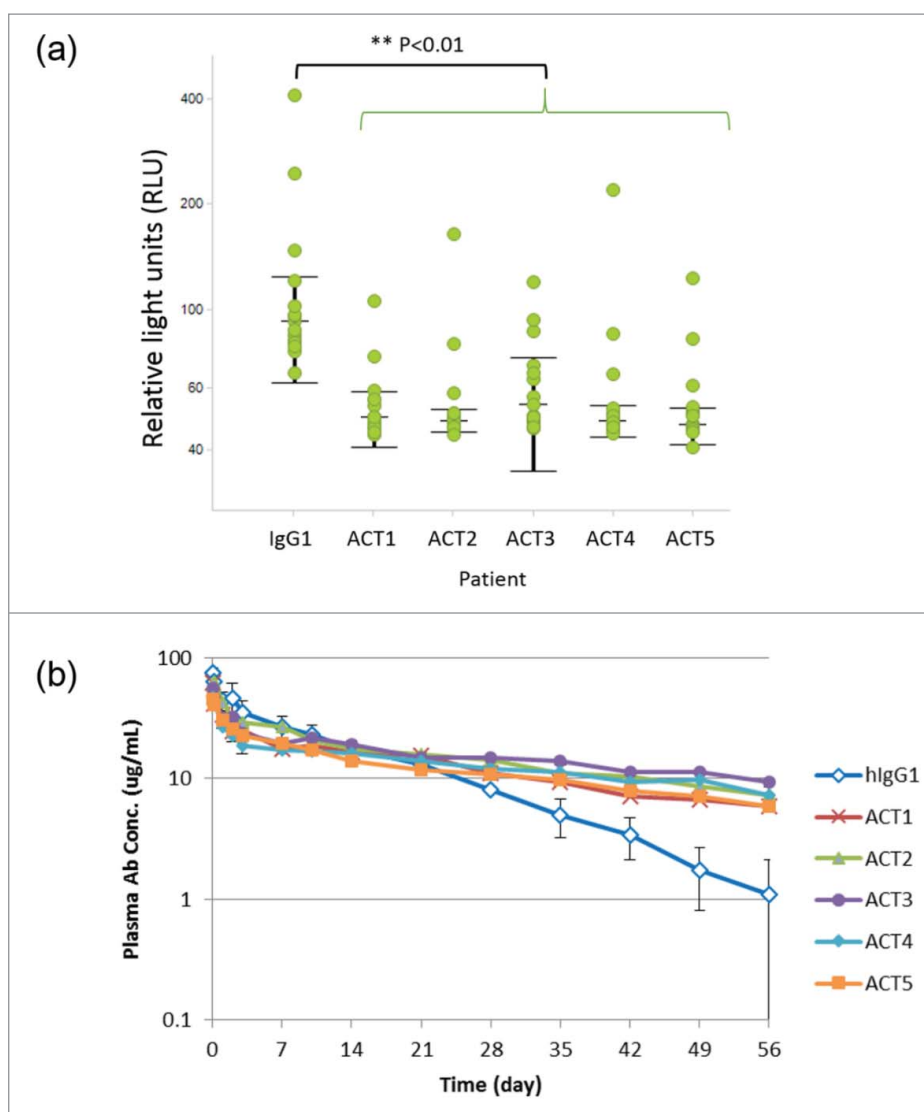 (a)
** P<0.01
Relative light units (RLU)
400
200
100
60
40
IgG1 ACT1 ACT2 ACT3 ACT4 ACT5
Patient
(b)
Plasma Ab Conc. (ug/mL)
100
10
1
0.1
0 7 14 21 28 35 42 49 56
Time (day)
hIgG1
ACT1
ACT2
ACT3
ACT4
ACT5